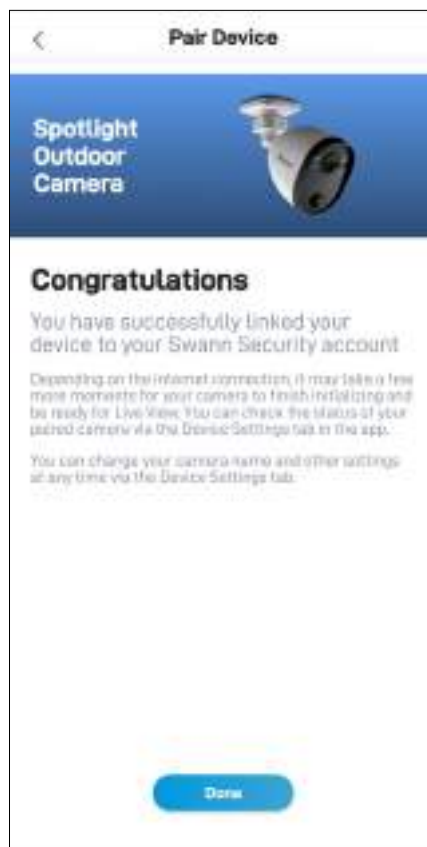 Pair Device
Spotlight
Outdoor
Camera
Congratulations
You have successfully linked your
device to your Swann Security account
Depending on the internet connection, it may take a few
more moments for your camera to finish initializing and
be ready for Live View. You can check the status of your
paired camera via the Device Settings tab in the app.
You can change your camera name and other settings
at any time via the Device Settings tab.
Done